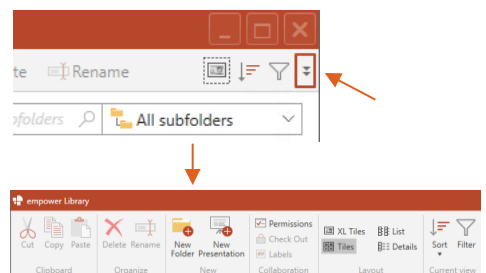 te Rename
ofolders All subfolders
empower Library
Cut Copy Paste Delete Rename New Folder New Presentation Permissions Check Out Labels XL Tiles Tiles List Details Sort Filter
Clipboard Organize New Collaboration Layout Current view